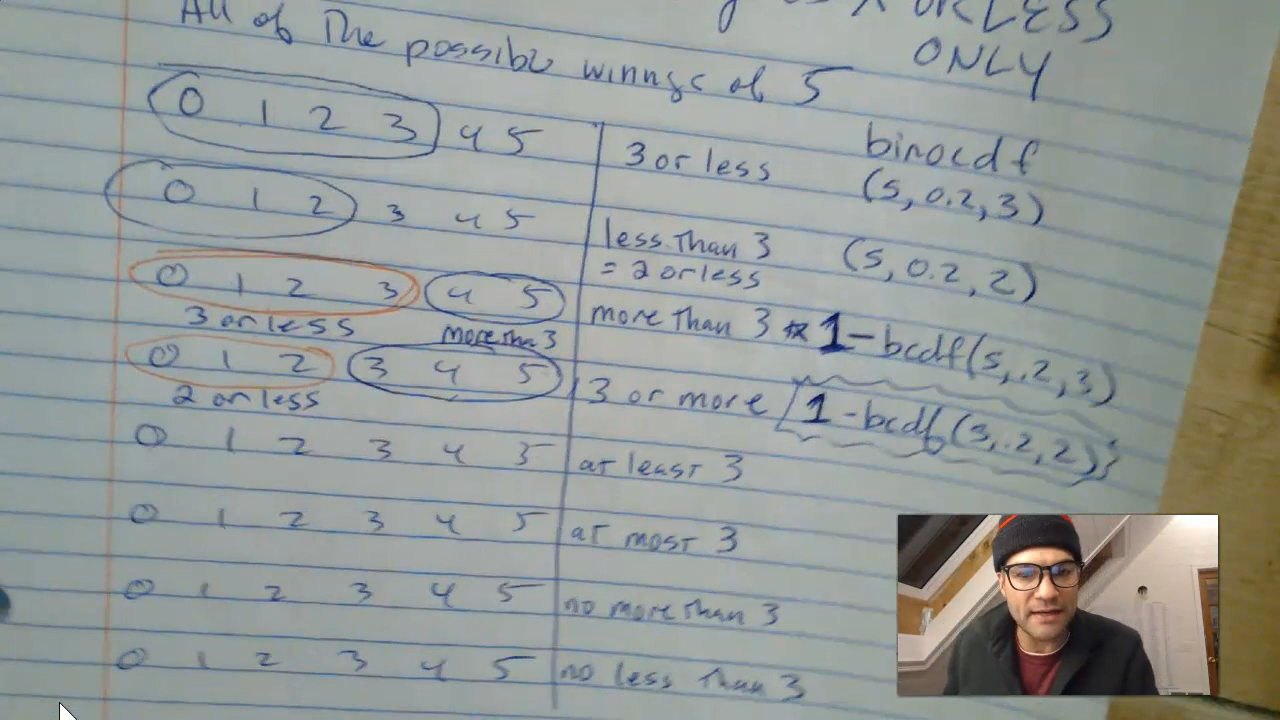 OR LESS
ONLY
All of The possible winngs of 5
0 1 2 3 4 5 3 or less binocdf
(5, 0.2, 3)
0 1 2 3 4 5 less Than 3 (5, 0.2, 2)
= 2 or less
0 1 2 3 4 5 more than 3 1-bcdf(5, .2, 3)
3 or less more than 3
0 1 2 3 4 5 3 or more 1-bcdf(5, .2, 2)
2 or less
0 1 2 3 4 5 at least 3
0 1 2 3 4 5 at most 3
0 1 2 3 4 5 no more than 3
0 1 2 3 4 5 no less than 3